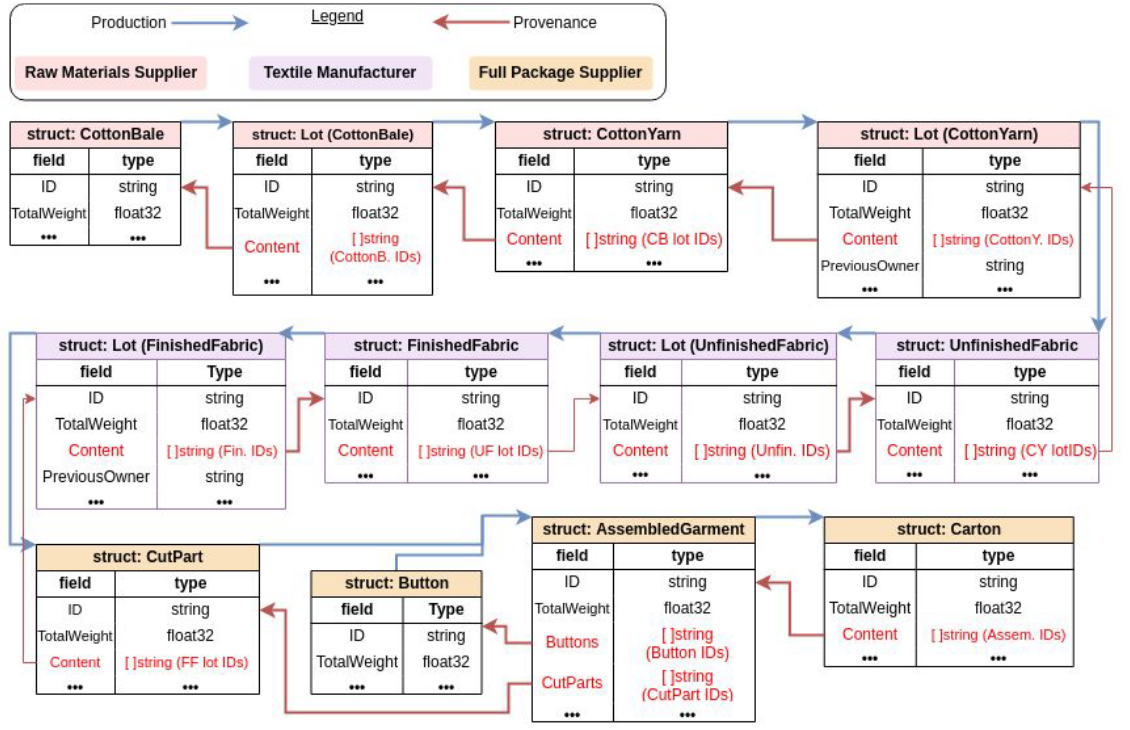 Legend
Production
Provenance
Raw Materials Supplier
Textile Manufacturer
Full Package Supplier
struct: CottonBale
field type
ID string
TotalWeight float32
••• •••
struct: Lot (CottonBale)
field type
ID string
TotalWeight float32
Content [ ]string
(CottonB. IDs)
••• •••
struct: CottonYarn
field type
ID string
TotalWeight float32
Content [ ]string (CB lot IDs)
••• •••
struct: Lot (CottonYarn)
field type
ID string
TotalWeight float32
Content [ ]string (CottonY. IDs)
PreviousOwner string
••• •••
struct: Lot (FinishedFabric)
field Type
ID string
TotalWeight float32
Content [ ]string (Fin. IDs)
PreviousOwner string
••• •••
struct: FinishedFabric
field type
ID string
TotalWeight float32
Content [ ]string (UF lot IDs)
••• •••
struct: Lot (UnfinishedFabric)
field type
ID string
TotalWeight float32
Content [ ]string (Unfin. IDs)
••• •••
struct: UnfinishedFabric
field type
ID string
TotalWeight float32
Content [ ]string (CY lotIDs)
••• •••
struct: CutPart
field type
ID string
TotalWeight float32
Content [ ]string (FF lot IDs)
••• •••
struct: Button
field Type
ID string
TotalWeight float32
••• •••
struct: AssembledGarment
field type
ID string
TotalWeight float32
Buttons [ ]string
(Button IDs)
CutParts [ ]string
(CutPart IDs)
••• •••
struct: Carton
field type
ID string
TotalWeight float32
Content [ ]string (Assem. IDs)
••• •••